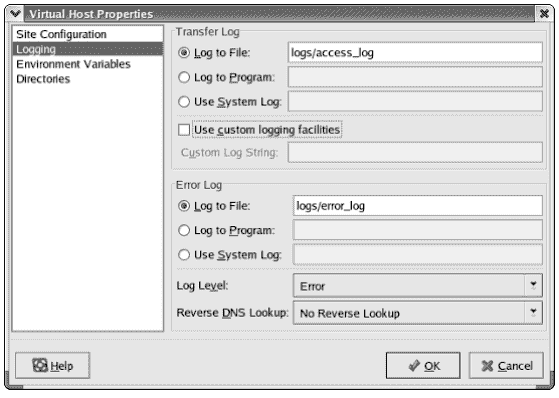 Virtual Host Properties
Site Configuration
Logging
Environment Variables
Directories
Transfer Log
Log to File: logs/access_log
Log to Program:
Use System Log:
Use custom logging facilities
Custom Log String:
Error Log
Log to File: logs/error_log
Log to Program:
Use System Log:
Log Level: Error
Reverse DNS Lookup: No Reverse Lookup
Help
OK
Cancel